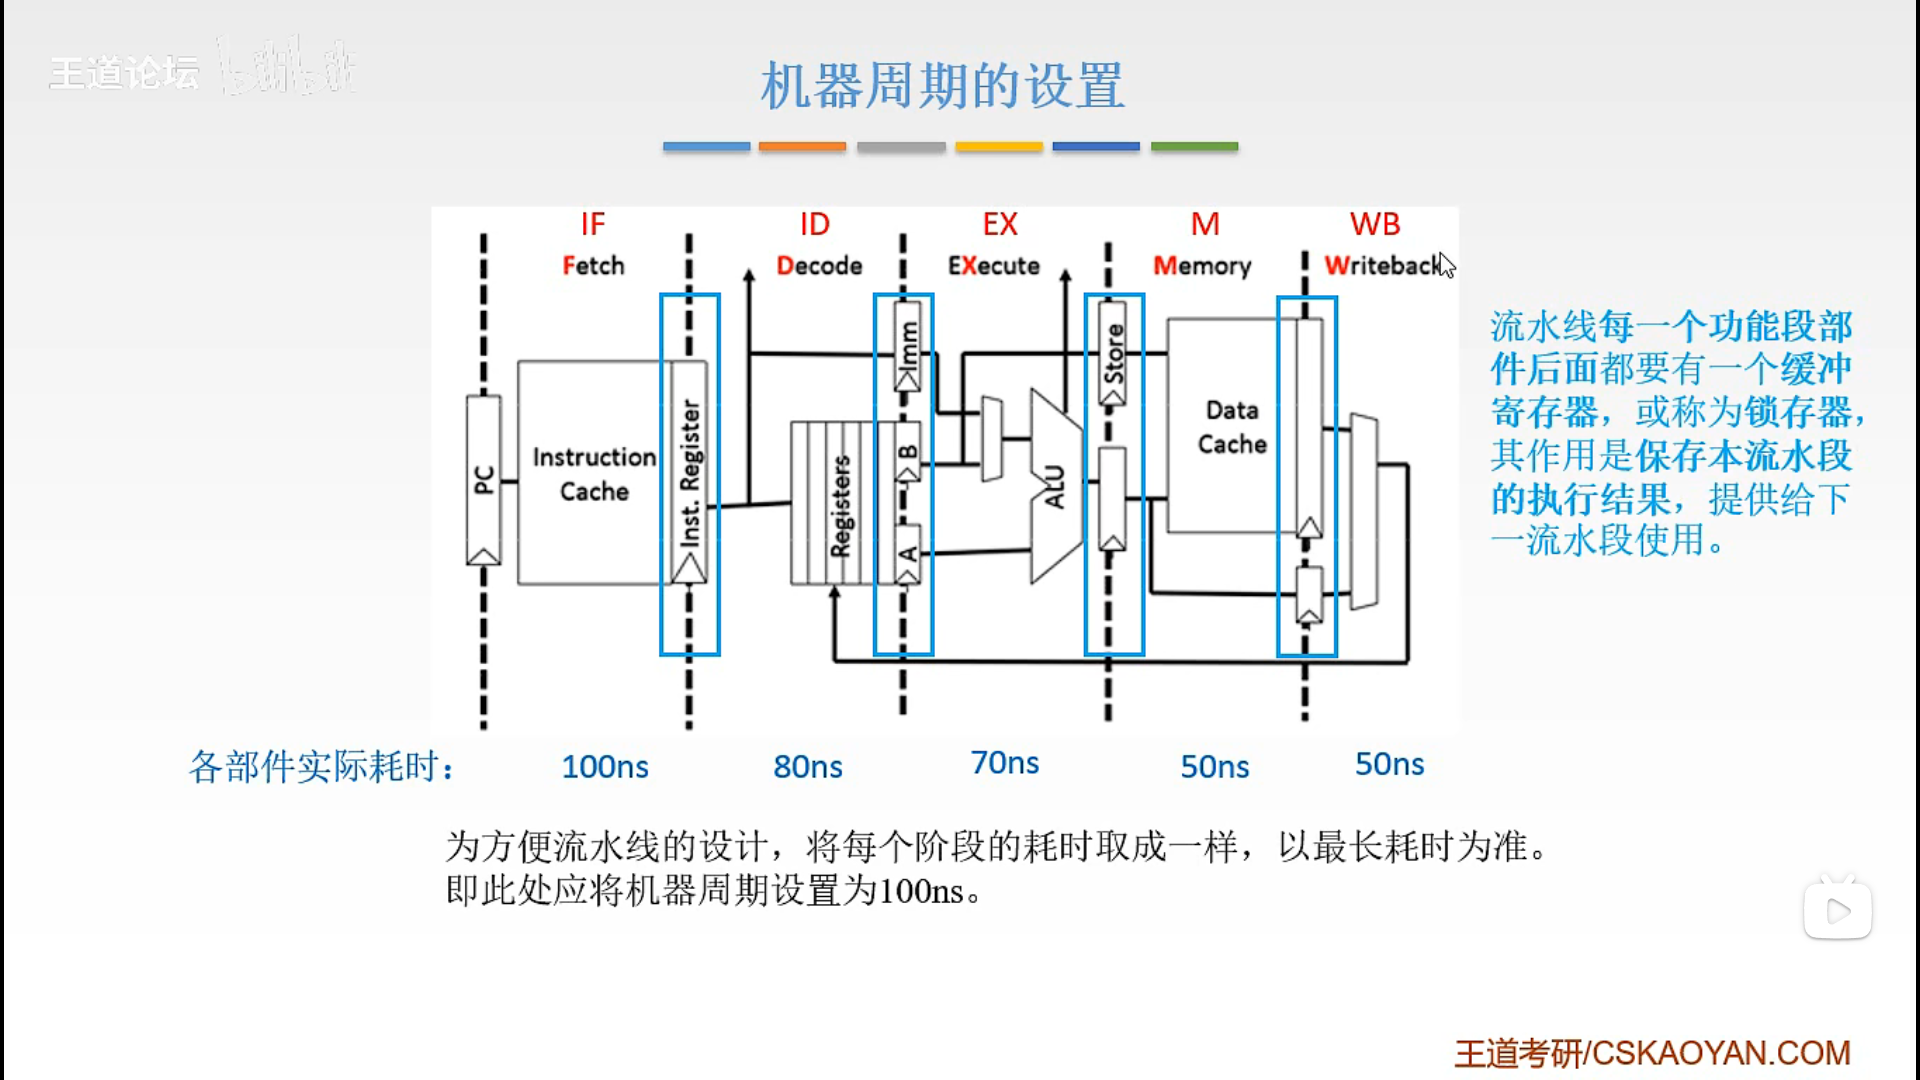 王道论坛 bilibili
机器周期的设置
IF
ID
EX
M
WB
Fetch
Decode
EXecute
Memory
Writeback
PC
Instruction
Cache
Inst. Register
Registers
Imm
B
A
ALU
Store
Data
Cache
流水线每一个功能段部
件后面都要有一个缓冲
寄存器，或称为锁存器，
其作用是保存本流水段
的执行结果，提供给下
一流水段使用。
各部件实际耗时：
100ns
80ns
70ns
50ns
50ns
为方便流水线的设计，将每个阶段的耗时取成一样，以最长耗时为准。
即此处应将机器周期设置为100ns。
王道考研/CSKAOYAN.COM